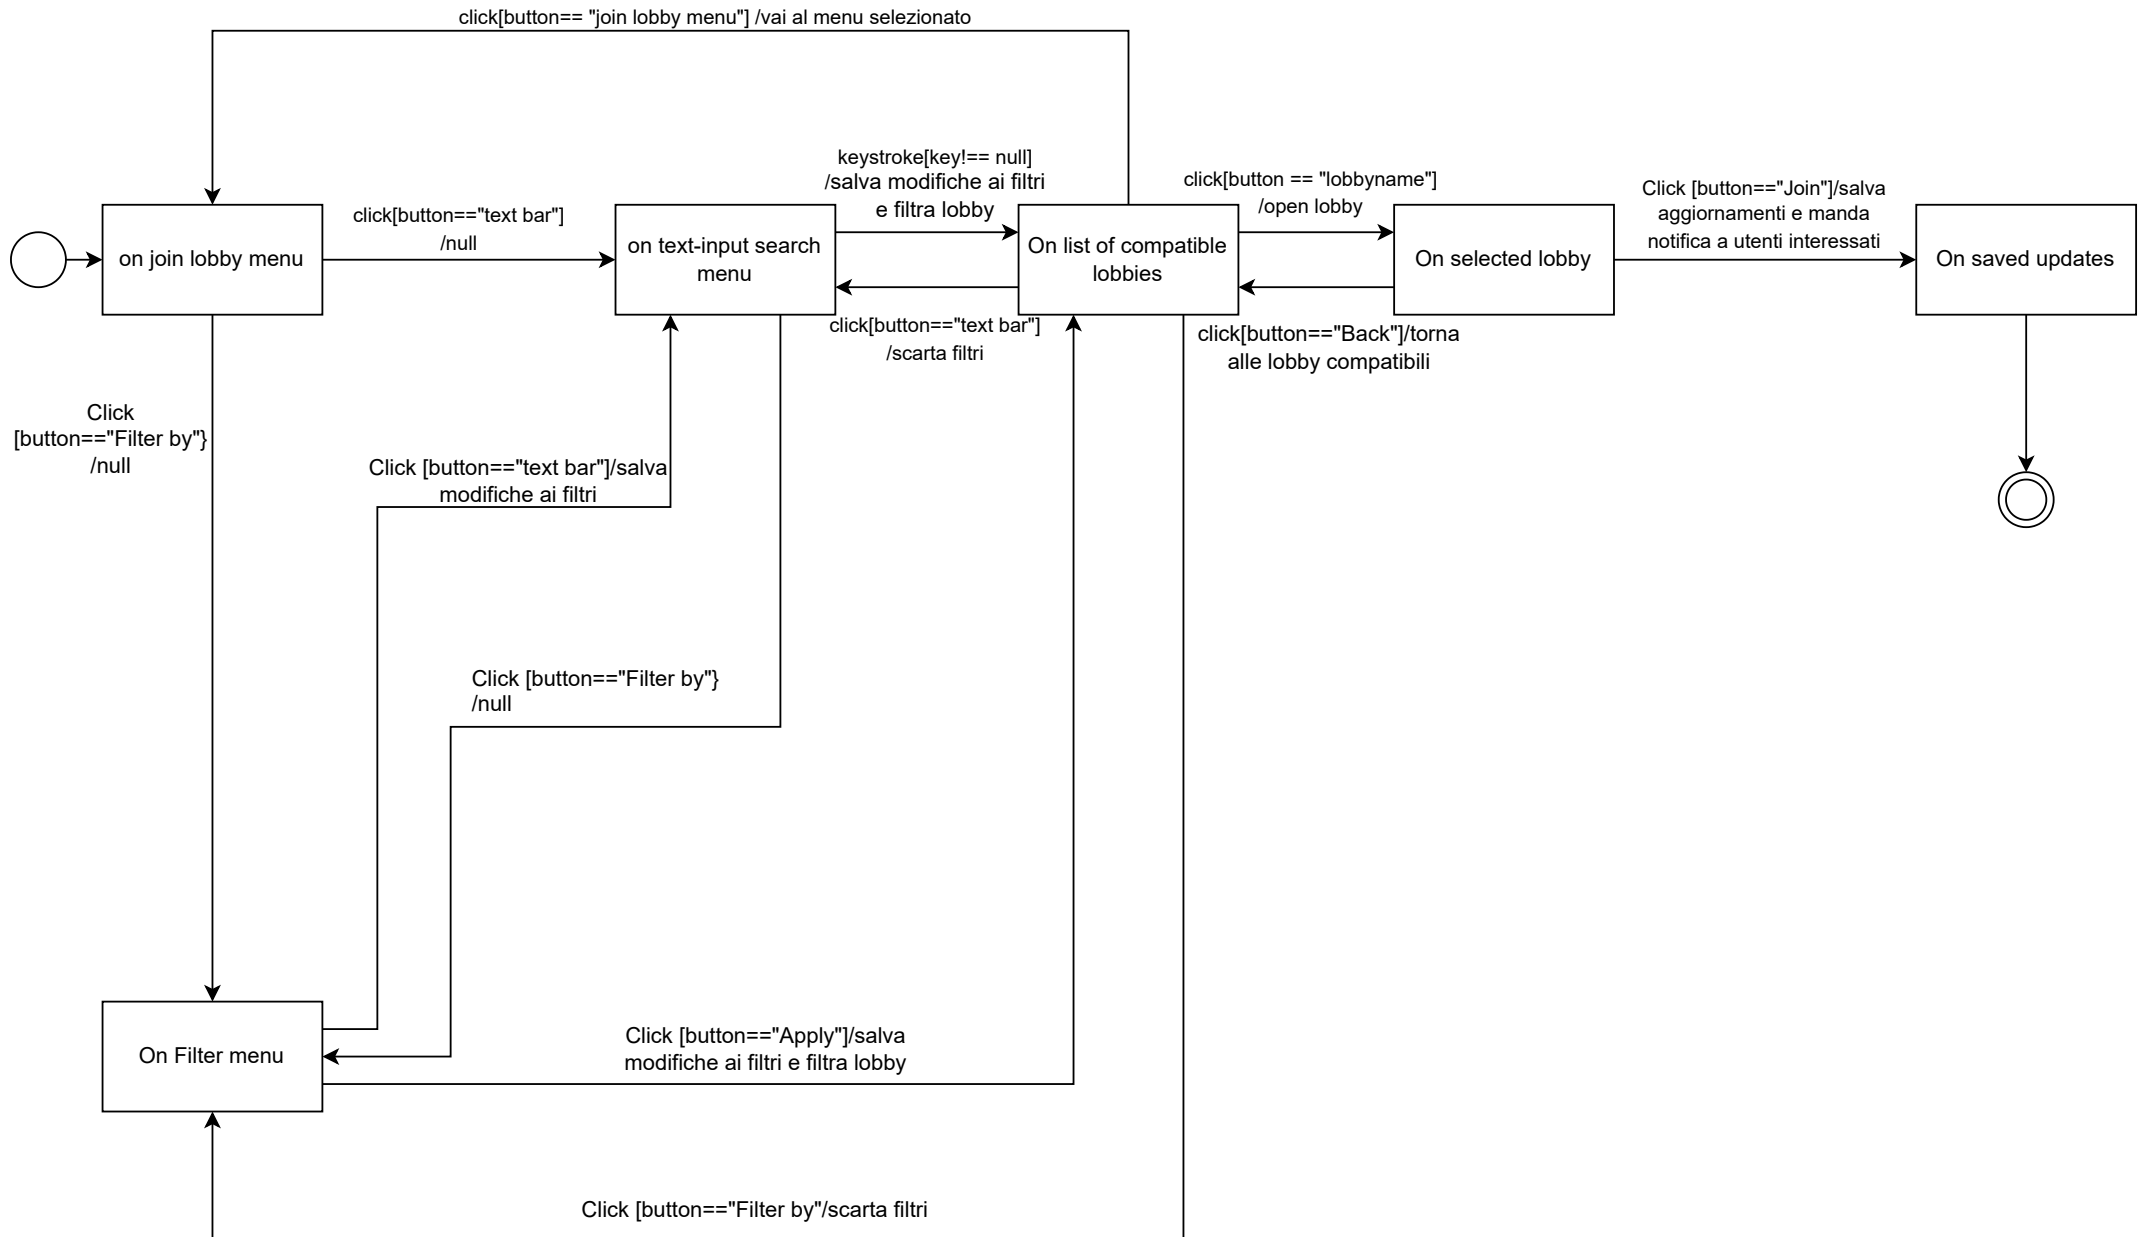 click[button== "join lobby menu"] /vai al menu selezionato
keystroke[key!== null]
/salva modifiche ai filtri
e filtra lobby
click[button == "lobbyname"]
/open lobby
Click [button=="Join"]/salva
aggiornamenti e manda
notifica a utenti interessati
click[button=="text bar"]
/null
on join lobby menu
on text-input search
menu
On list of compatible
lobbies
On selected lobby
On saved updates
click[button=="text bar"]
/scarta filtri
click[button=="Back"]/torna
alle lobby compatibili
Click
[button=="Filter by"}
/null
Click [button=="text bar"]/salva
modifiche ai filtri
Click [button=="Filter by"}
/null
On Filter menu
Click [button=="Apply"]/salva
modifiche ai filtri e filtra lobby
Click [button=="Filter by"/scarta filtri